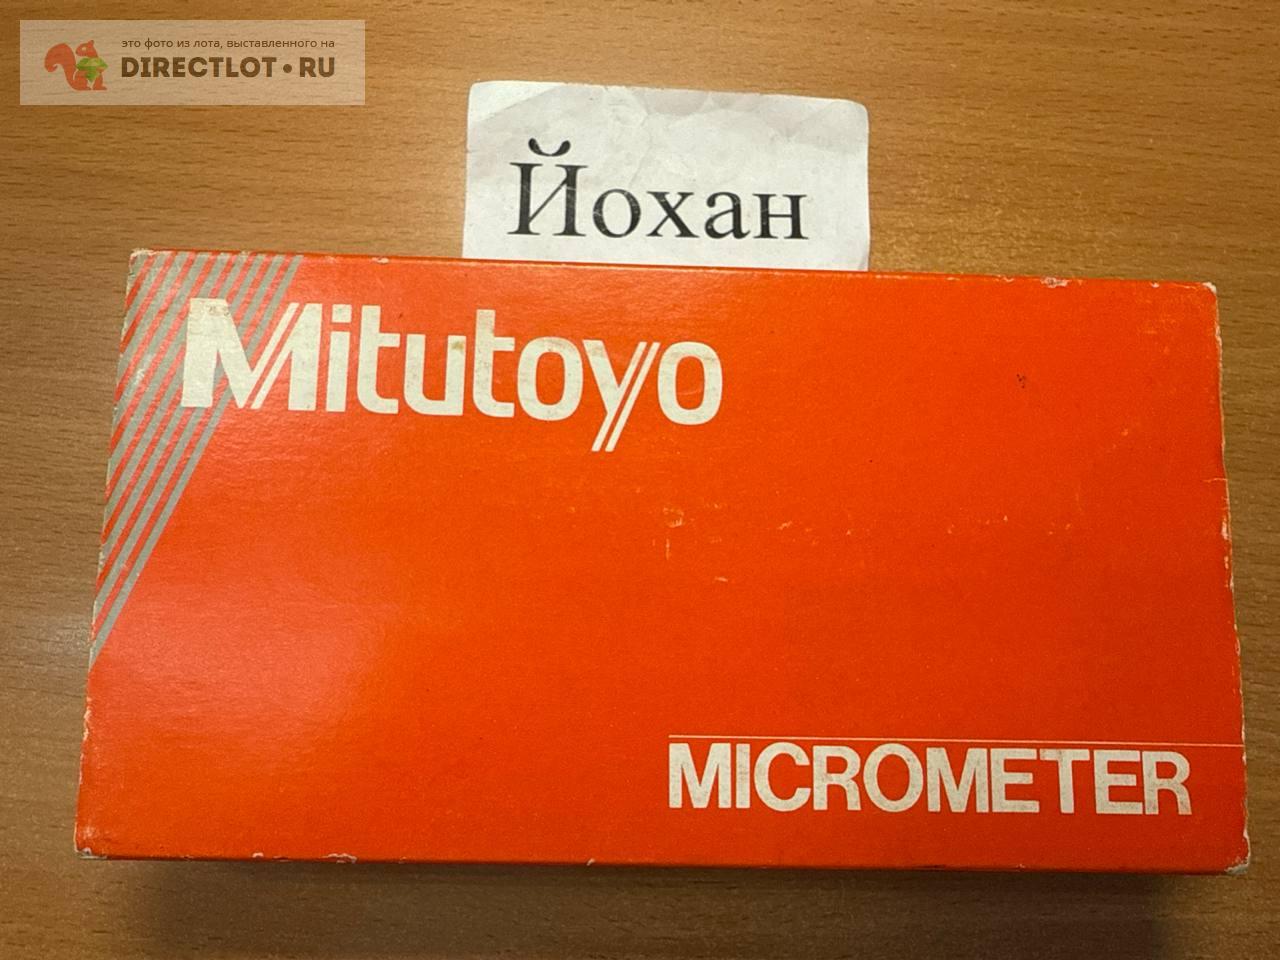 это фото из лота, выставленного на
DIRECTLOT•RU
Йохан
Mitutoyo
MICROMETER